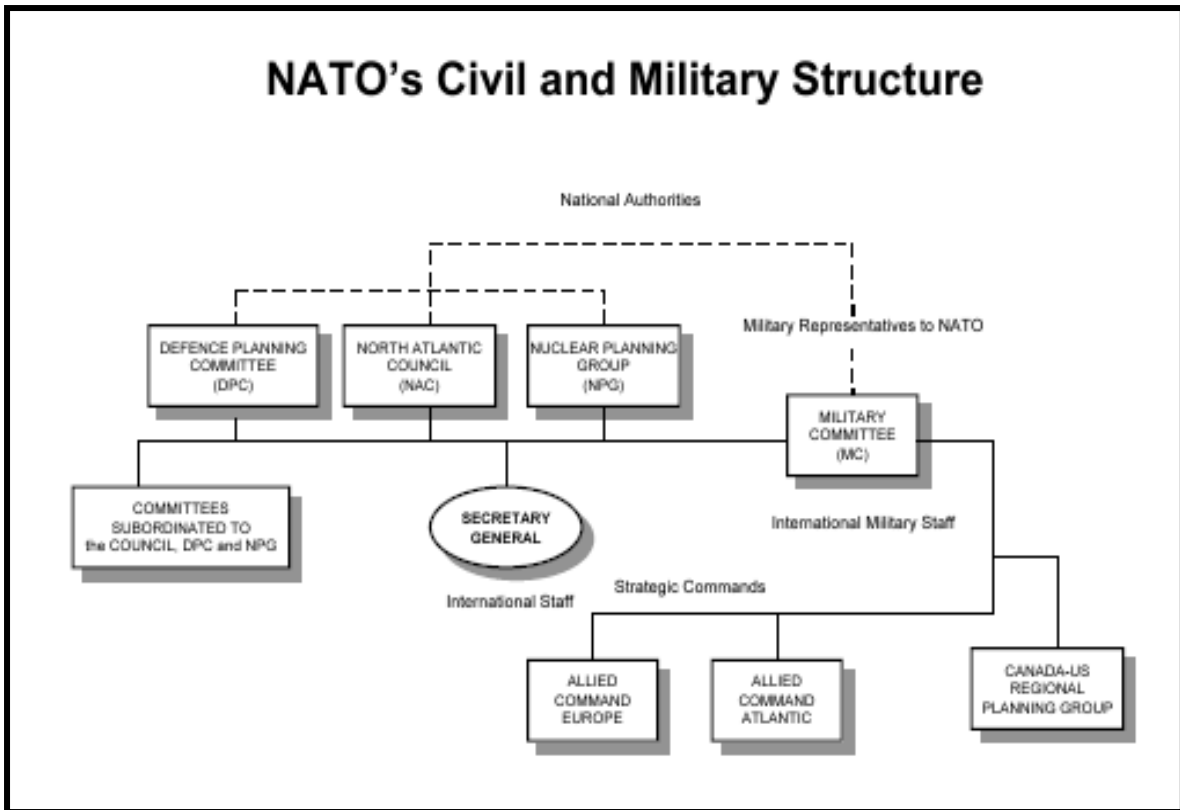 NATO's Civil and Military Structure
National Authorities
Military Representatives to NATO
DEFENCE PLANNING
COMMITTEE
(DPC)
NORTH ATLANTIC
COUNCIL
(NAC)
NUCLEAR PLANNING
GROUP
(NPG)
MILITARY
COMMITTEE
(MC)
COMMITTEES
SUBORDINATED TO
the COUNCIL, DPC and NPG
SECRETARY
GENERAL
International Military Staff
International Staff
Strategic Commands
ALLIED
COMMAND
EUROPE
ALLIED
COMMAND
ATLANTIC
CANADA-US
REGIONAL
PLANNING GROUP